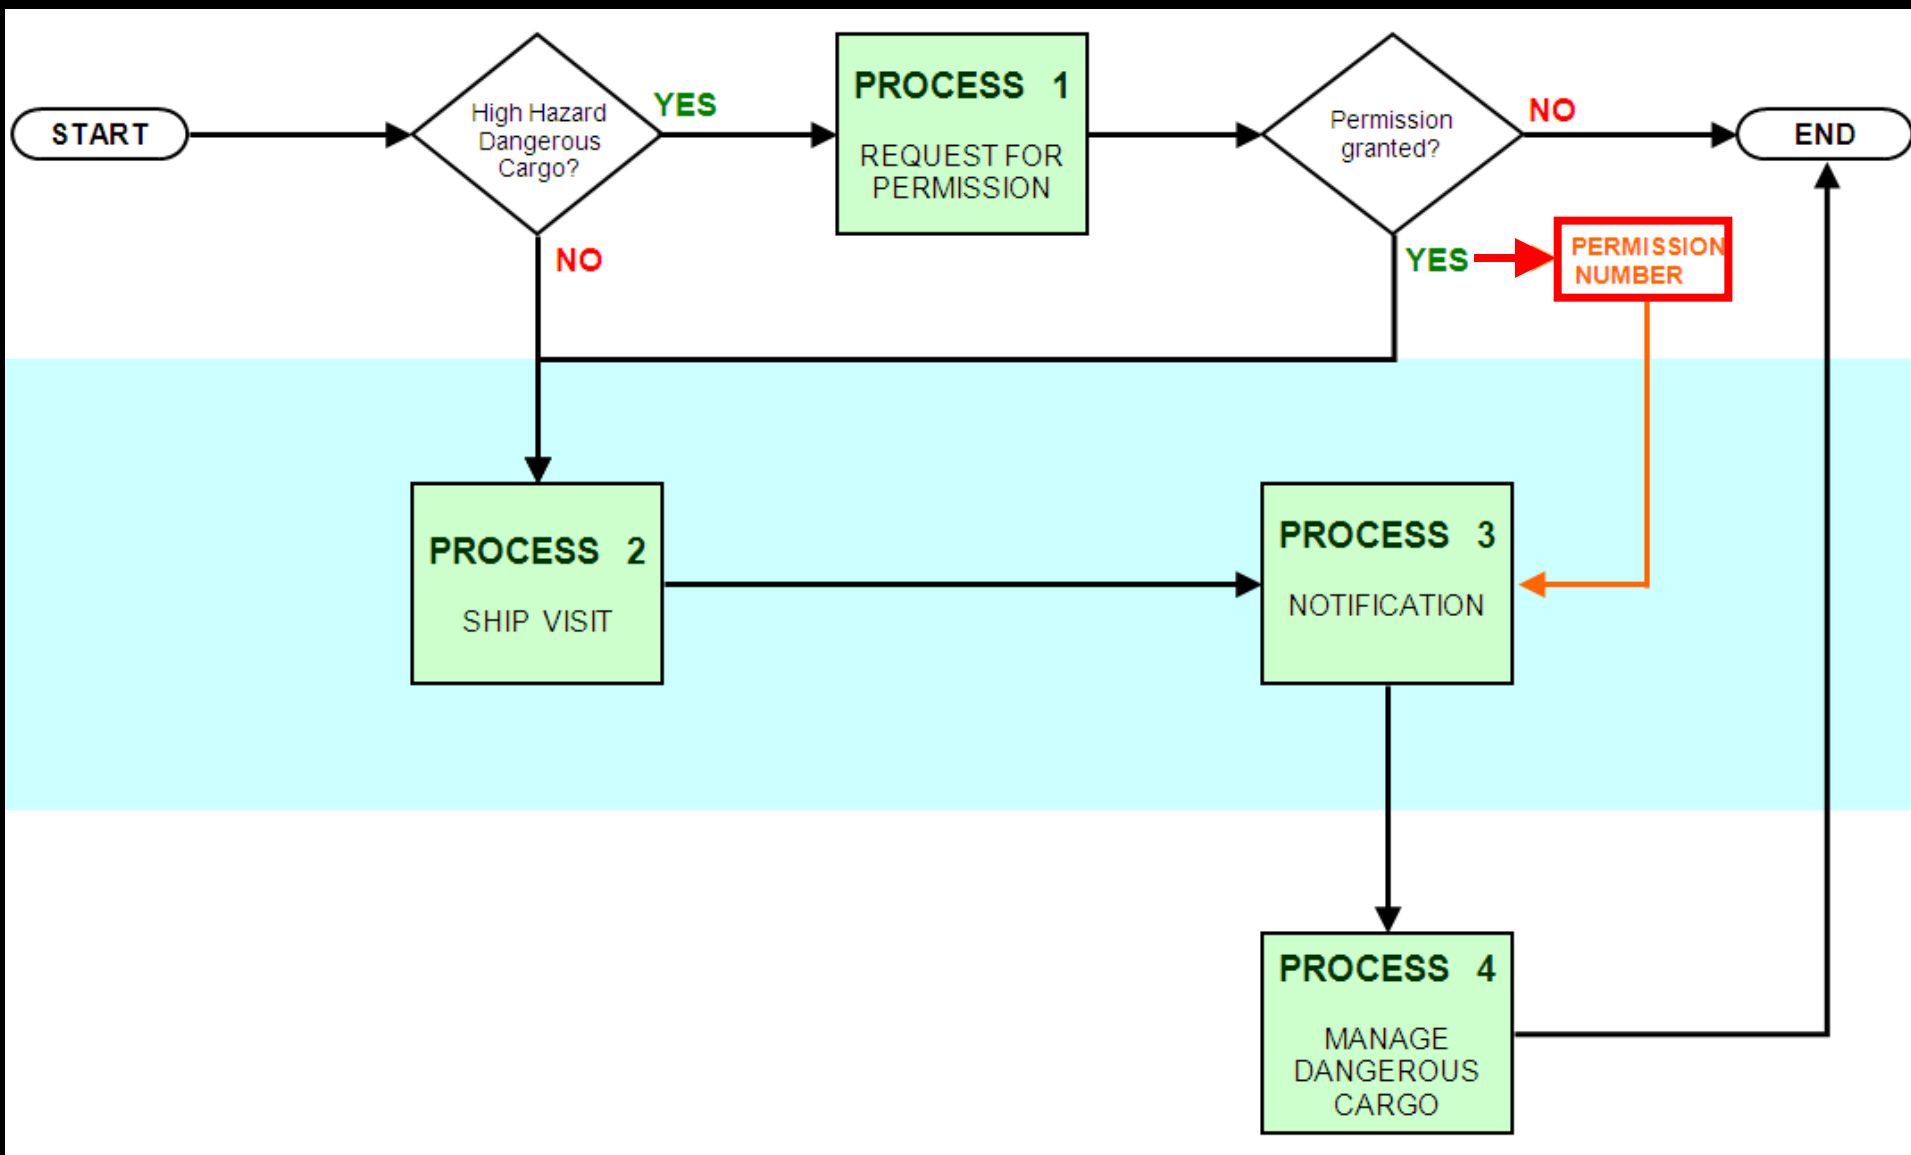 START
High Hazard
Dangerous
Cargo?
YES
NO
PROCESS 1
REQUEST FOR
PERMISSION
Permission
granted?
NO
END
YES
PERMISSION
NUMBER
PROCESS 2
SHIP VISIT
PROCESS 3
NOTIFICATION
PROCESS 4
MANAGE
DANGEROUS
CARGO